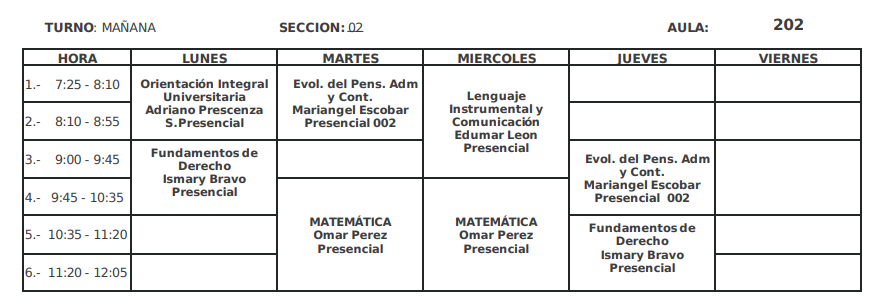 TURNO: MAÑANA SECCION: 02 AULA: 202
HORA LUNES MARTES MIERCOLES JUEVES VIERNES
1.- 7:25 - 8:10
2.- 8:10 - 8:55
3.- 9:00 - 9:45
4.- 9:45 - 10:35
5.- 10:35 - 11:20
6.- 11:20 - 12:05
Orientación Integral
Universitaria
Adriano Prescenza
S.Presencial
Fundamentos de
Derecho
Ismary Bravo
Presencial
Evol. del Pens. Adm
y Cont.
Mariangel Escobar
Presencial 002
MATEMÁTICA
Omar Perez
Presencial
Lenguaje
Instrumental y
Comunicación
Edumar Leon
Presencial
MATEMÁTICA
Omar Perez
Presencial
Evol. del Pens. Adm
y Cont.
Mariangel Escobar
Presencial 002
Fundamentos de
Derecho
Ismary Bravo
Presencial